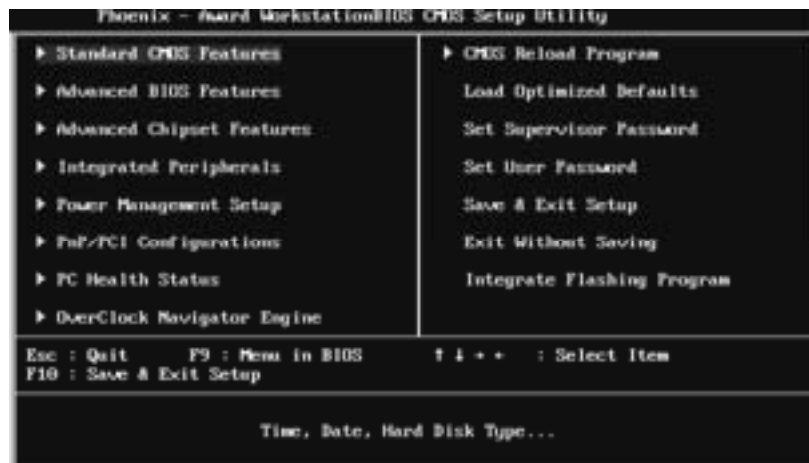 Phoenix - Award WorkstationBIOS CMOS Setup Utility
▶ Standard CMOS Features
▶ Advanced BIOS Features
▶ Advanced Chipset Features
▶ Integrated Peripherals
▶ Power Management Setup
▶ PnP/PCI Configurations
▶ PC Health Status
▶ OverClock Navigator Engine
▶ CMOS Reload Program
Load Optimized Defaults
Set Supervisor Password
Set User Password
Save & Exit Setup
Exit Without Saving
Integrate Flashing Program
Esc : Quit F9 : Menu in BIOS ↑ ↓ → ← : Select Item
F10 : Save & Exit Setup
Time, Date, Hard Disk Type...